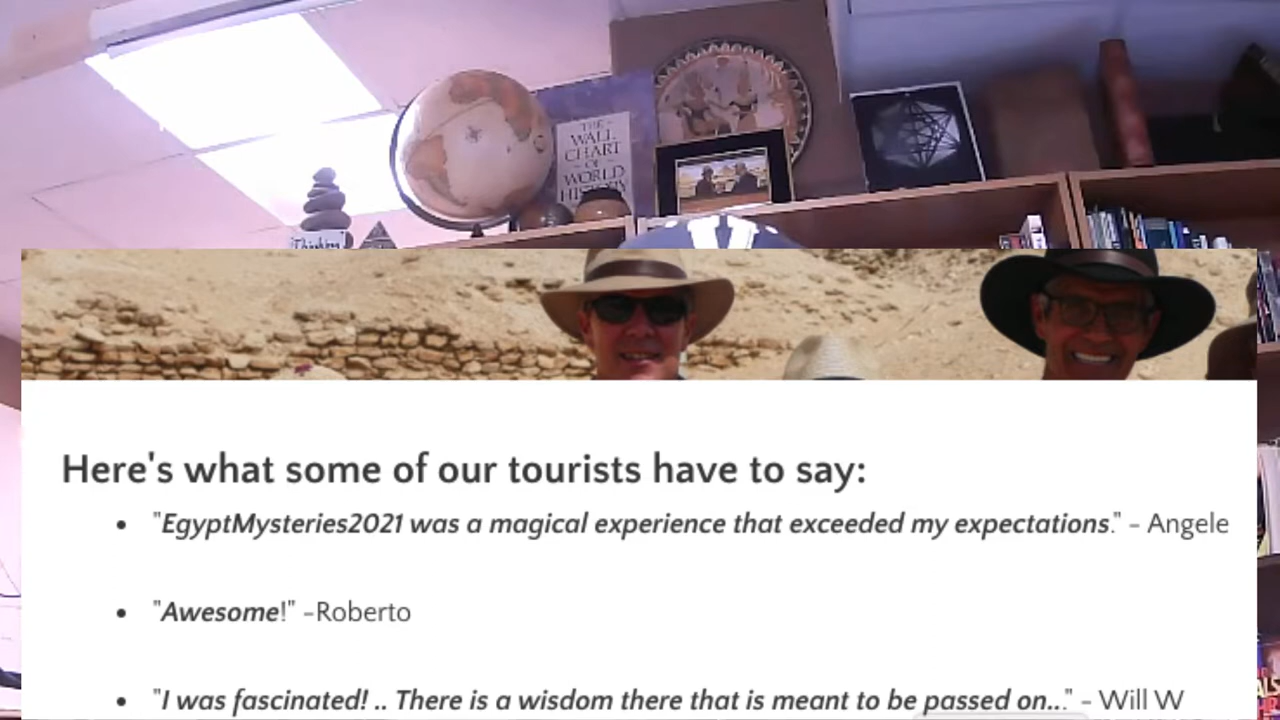 THE
WALL
CHART
OF
WORLD
HISTORY
Thinking
Here's what some of our tourists have to say:
• "EgyptMysteries2021 was a magical experience that exceeded my expectations." - Angele
• "Awesome!" -Roberto
• "I was fascinated! .. There is a wisdom there that is meant to be passed on..." - Will W